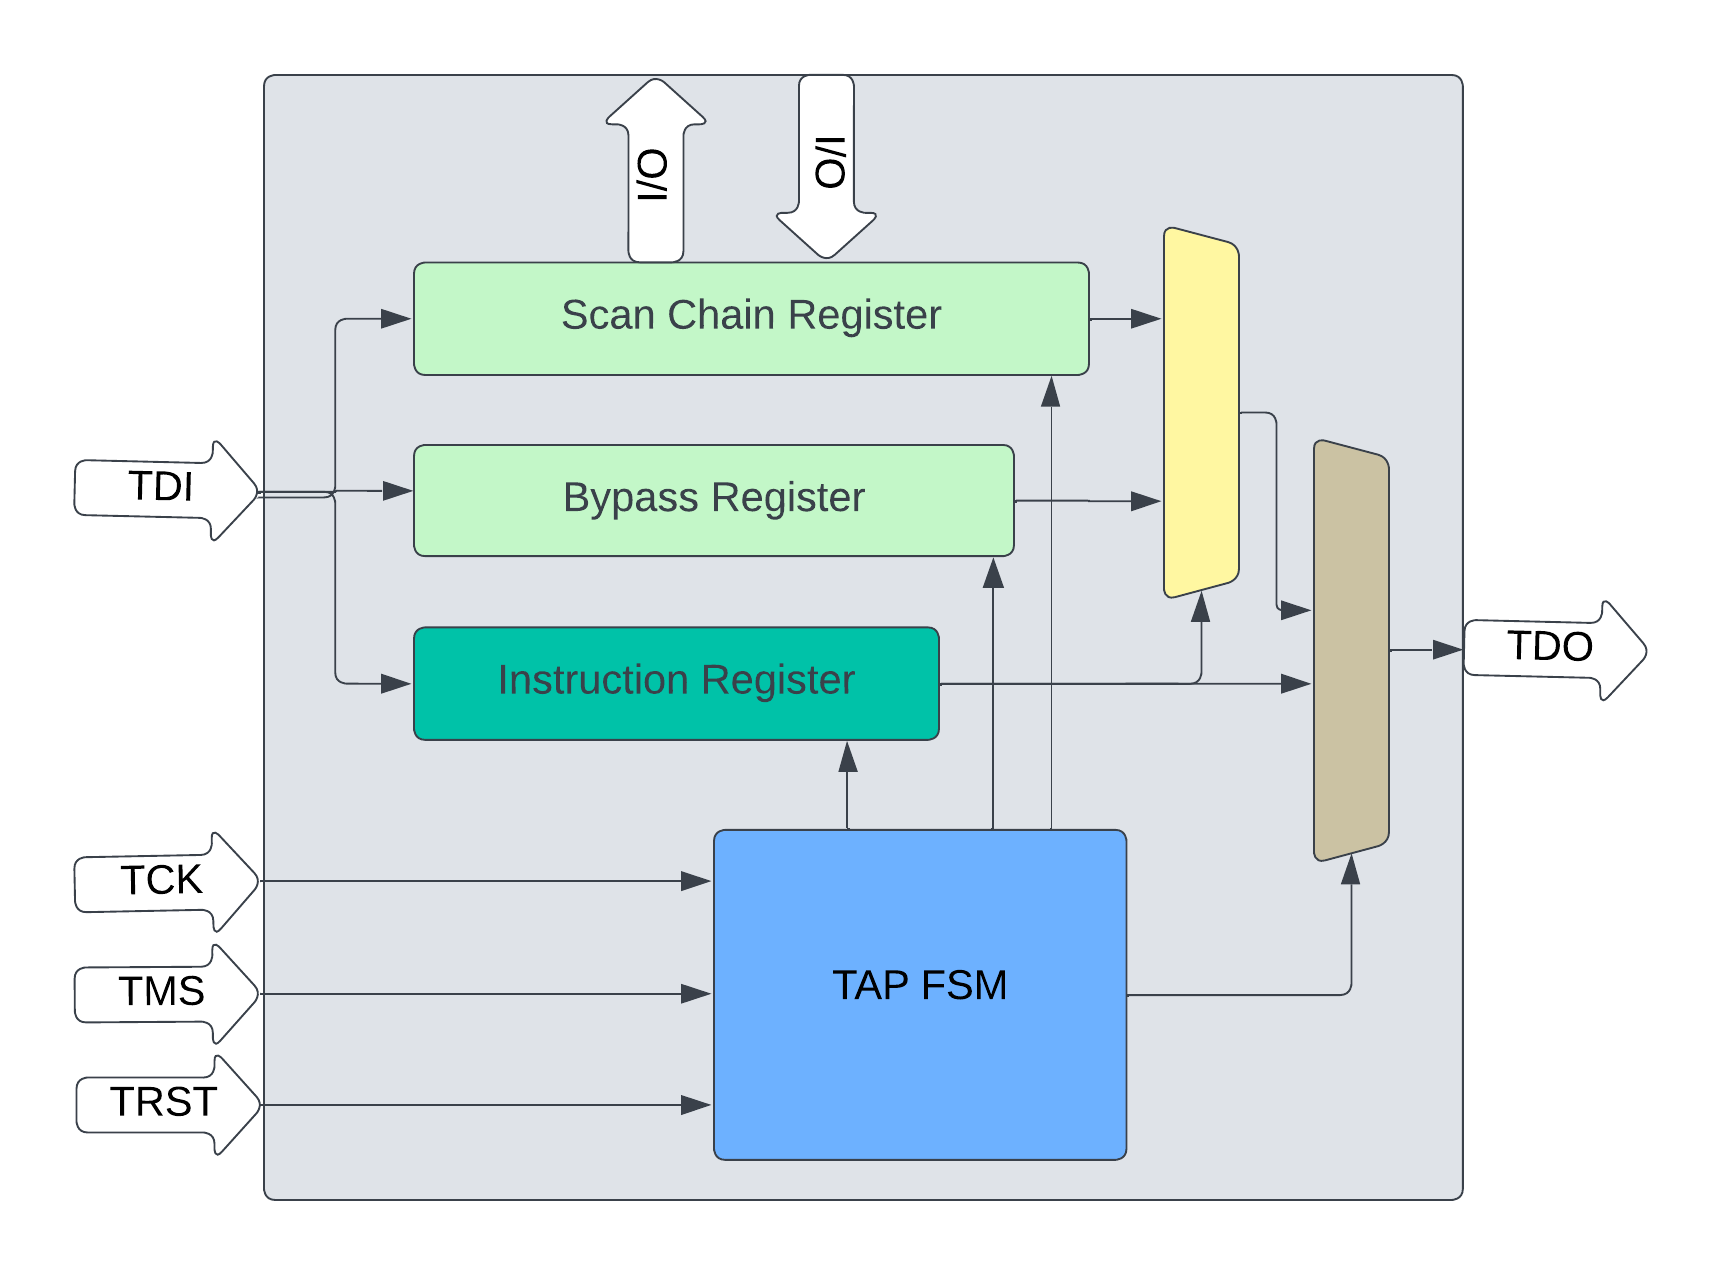 I/O
I/O
Scan Chain Register
TDI
Bypass Register
Instruction Register
TDO
TCK
TMS
TAP FSM
TRST